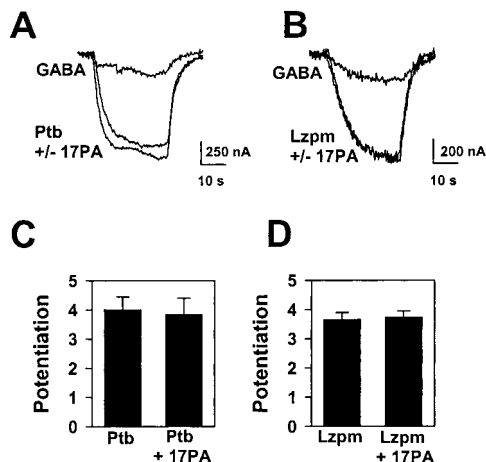 A
GABA
Ptb
+/- 17PA
250 nA
10 s
B
GABA
Lzpm
+/- 17PA
200 nA
10 s
C
Potentiation
5
4
3
2
1
0
Ptb
Ptb
+ 17PA
D
Potentiation
5
4
3
2
1
0
Lzpm
Lzpm
+ 17PA